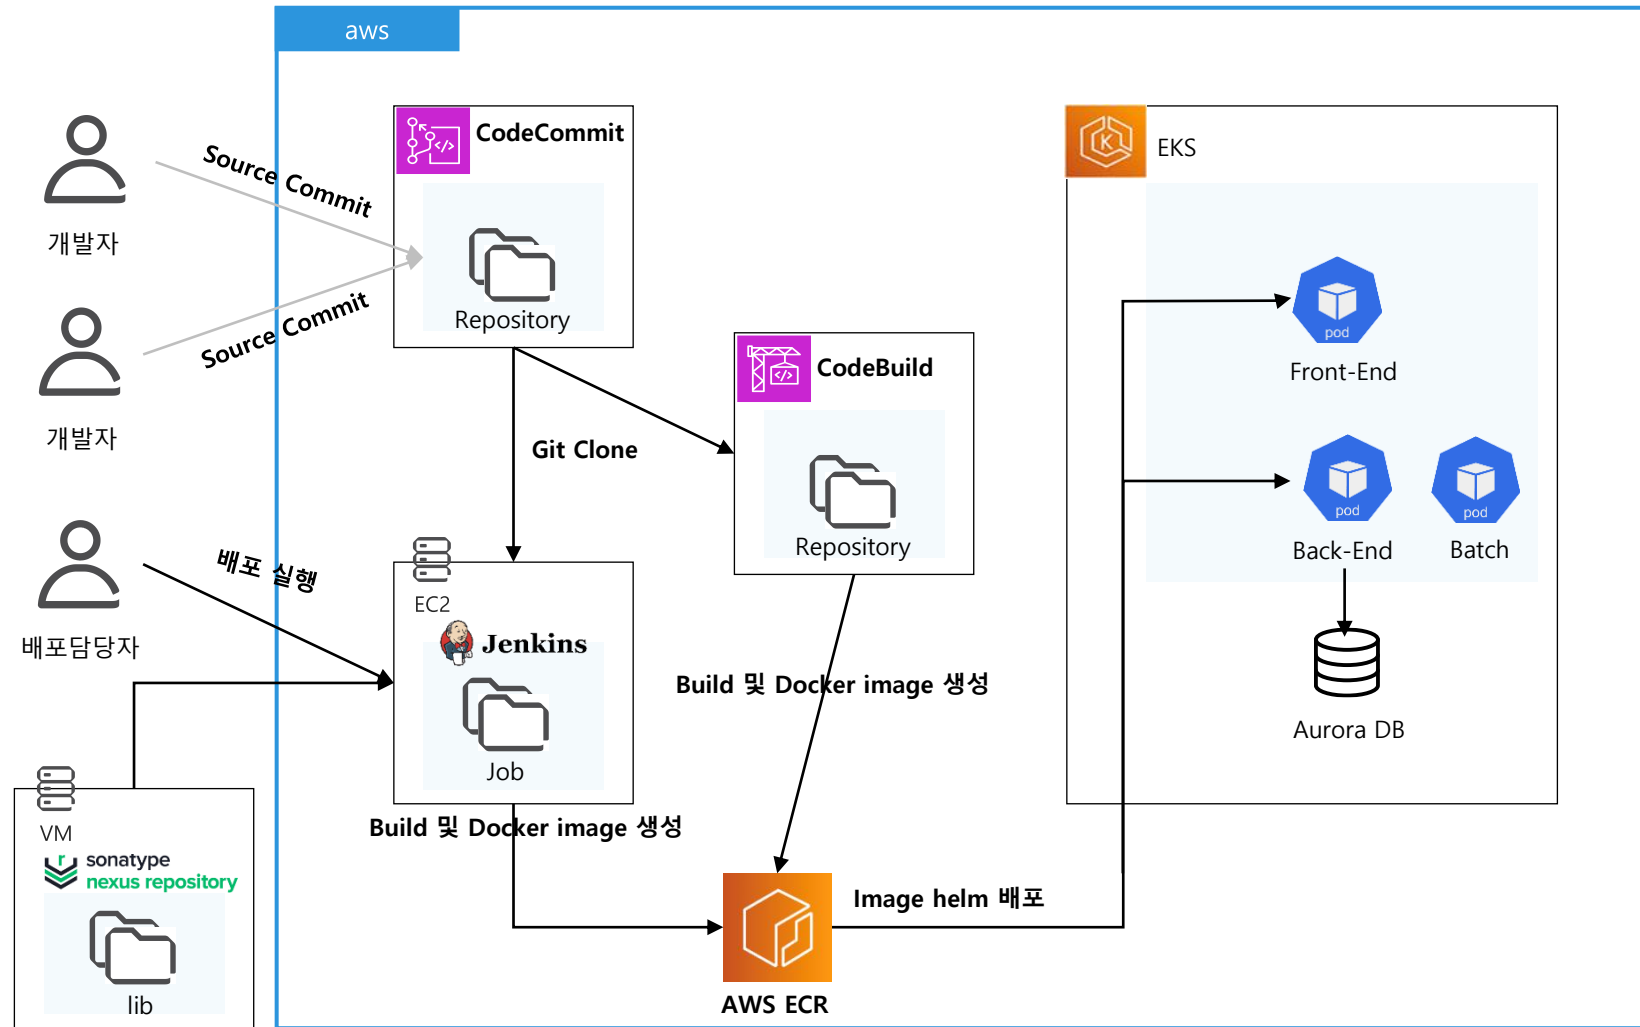 aws
CodeCommit
Source Commit
개발자
Repository
Source Commit
개발자
CodeBuild
Git Clone
Repository
배포 실행
배포담당자
EC2
Jenkins
Job
Build 및 Docker image 생성
Build 및 Docker image 생성
VM
r
sonatype
nexus repository
lib
Image helm 배포
AWS ECR
K
EKS
pod
Front-End
pod
Back-End
pod
Batch
Aurora DB